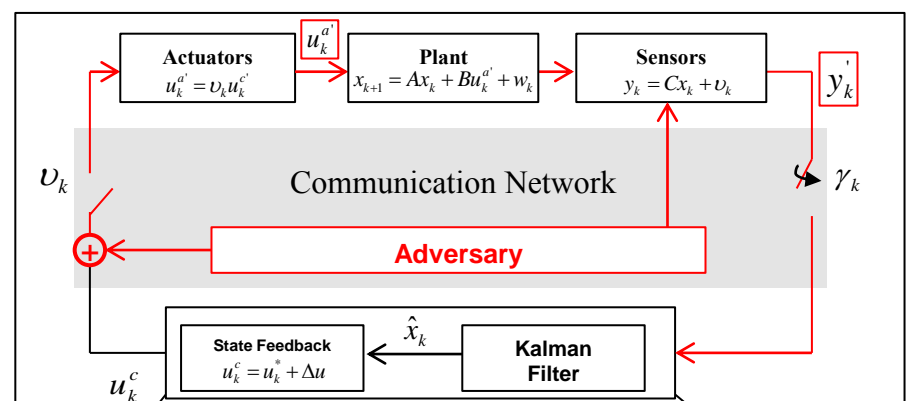 u_k^{a'}
Actuators
u_k^{a'} = υ_k u_k^{c'}
Plant
x_{k+1} = Ax_k + Bu_k^{a'} + w_k
Sensors
y_k = Cx_k + υ_k
y_k^'
υ_k
Communication Network
γ_k
+
Adversary
State Feedback
u_k^c = u_k^* + Δu
x̂_k
Kalman
Filter
u_k^c